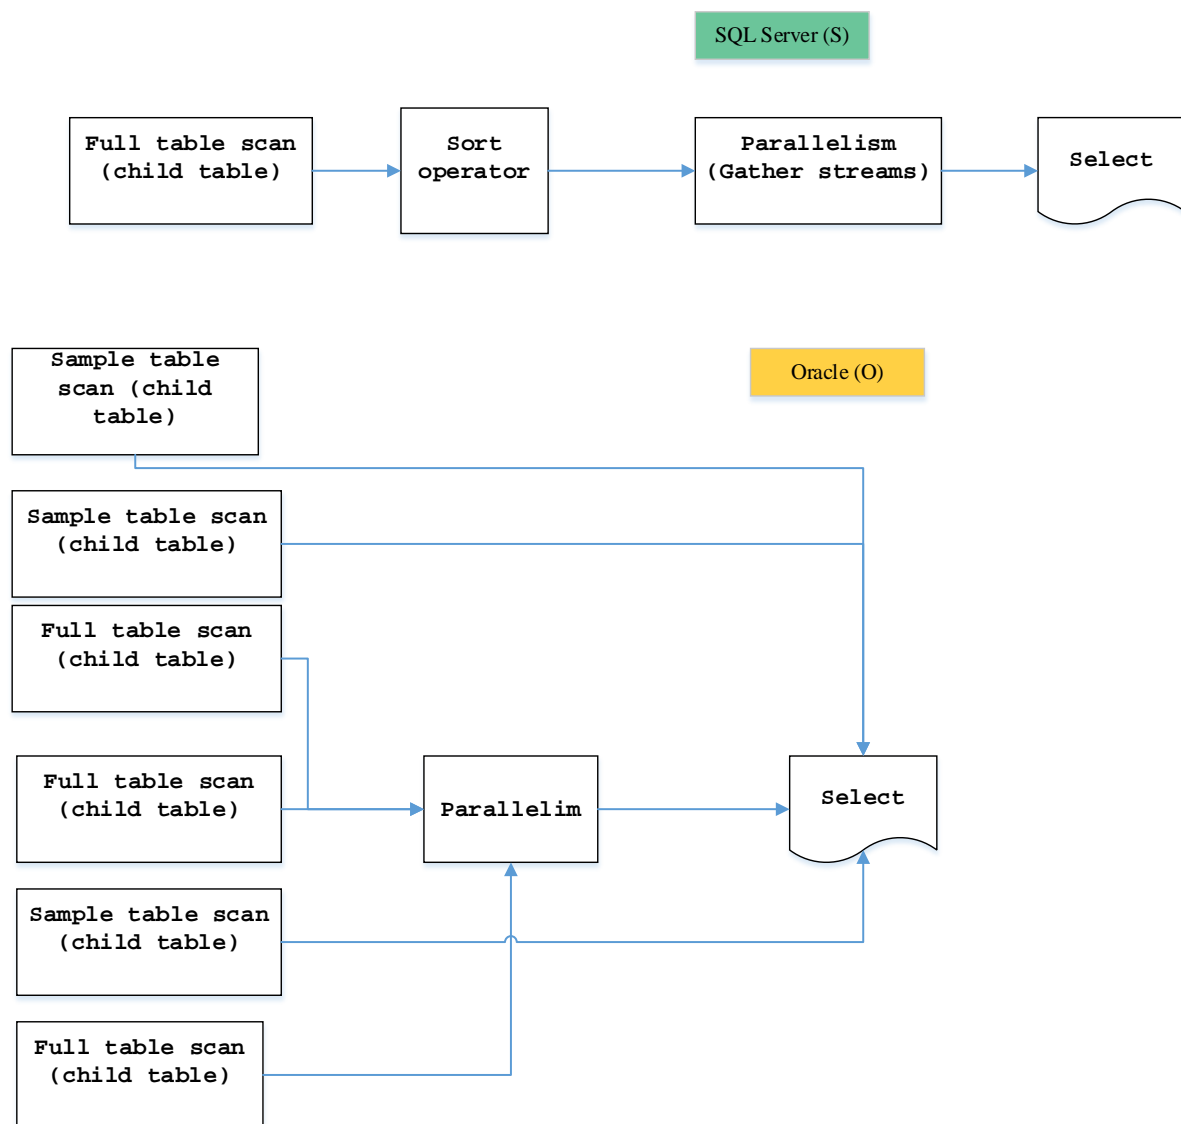 SQL Server (S)
Full table scan
(child table)
Sort
operator
Parallelism
(Gather streams)
Select
Sample table
scan (child
table)
Oracle (O)
Sample table scan
(child table)
Full table scan
(child table)
Full table scan
(child table)
Parallelim
Select
Sample table scan
(child table)
Full table scan
(child table)